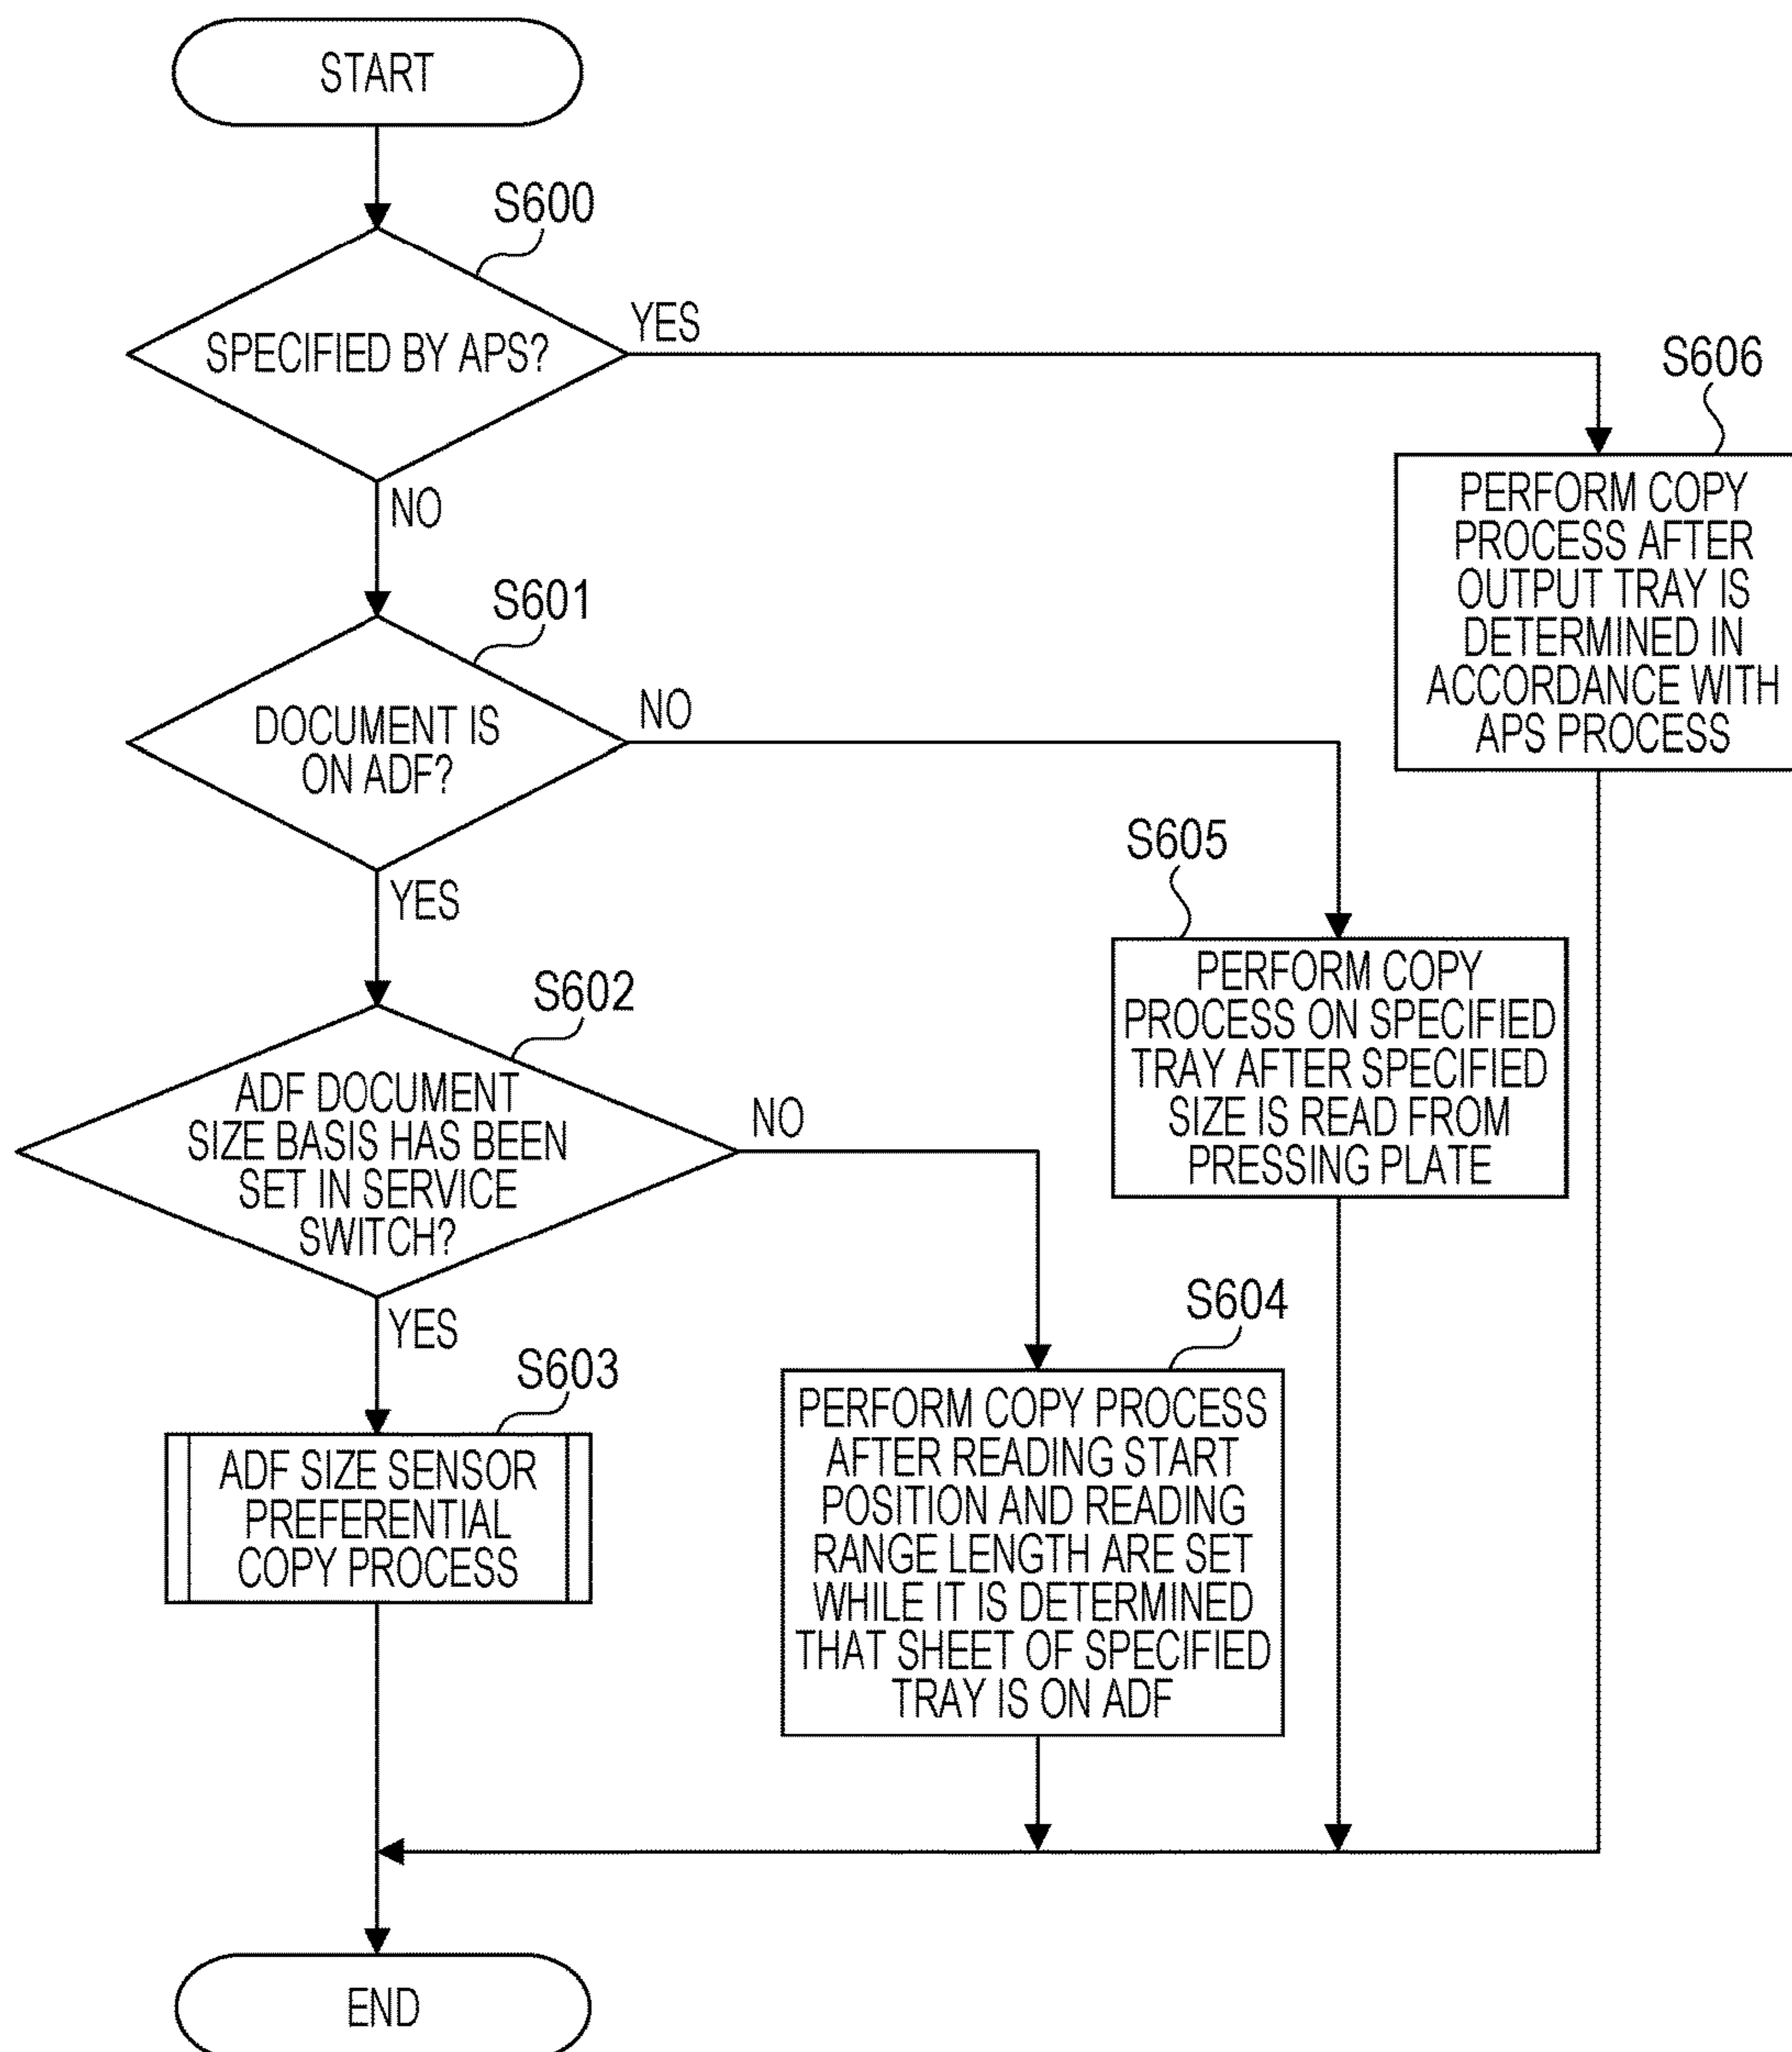 START
S600
SPECIFIED BY APS?
YES
NO
S606
PERFORM COPY
PROCESS AFTER
OUTPUT TRAY IS
DETERMINED IN
ACCORDANCE WITH
APS PROCESS
S601
DOCUMENT IS
ON ADF?
NO
YES
S605
PERFORM COPY
PROCESS ON SPECIFIED
TRAY AFTER SPECIFIED
SIZE IS READ FROM
PRESSING PLATE
S602
ADF DOCUMENT
SIZE BASIS HAS BEEN
SET IN SERVICE
SWITCH?
NO
YES
S604
PERFORM COPY PROCESS
AFTER READING START
POSITION AND READING
RANGE LENGTH ARE SET
WHILE IT IS DETERMINED
THAT SHEET OF SPECIFIED
TRAY IS ON ADF
S603
ADF SIZE SENSOR
PREFERENTIAL
COPY PROCESS
END